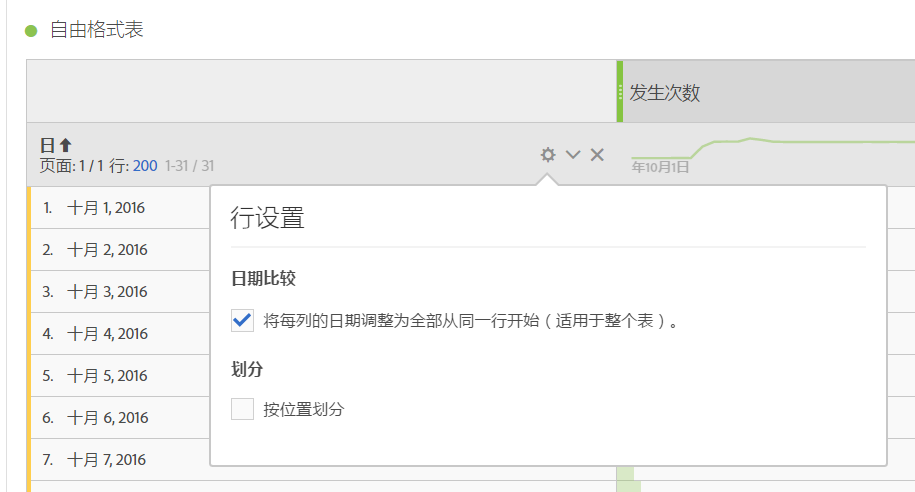 自由格式表
发生次数
日
页面: 1 / 1 行: 200 1-31 / 31
年10月1日
1. 十月 1, 2016
2. 十月 2, 2016
3. 十月 3, 2016
4. 十月 4, 2016
5. 十月 5, 2016
6. 十月 6, 2016
7. 十月 7, 2016
行设置
日期比较
将每列的日期调整为全部从同一行开始（适用于整个表）。
划分
按位置划分